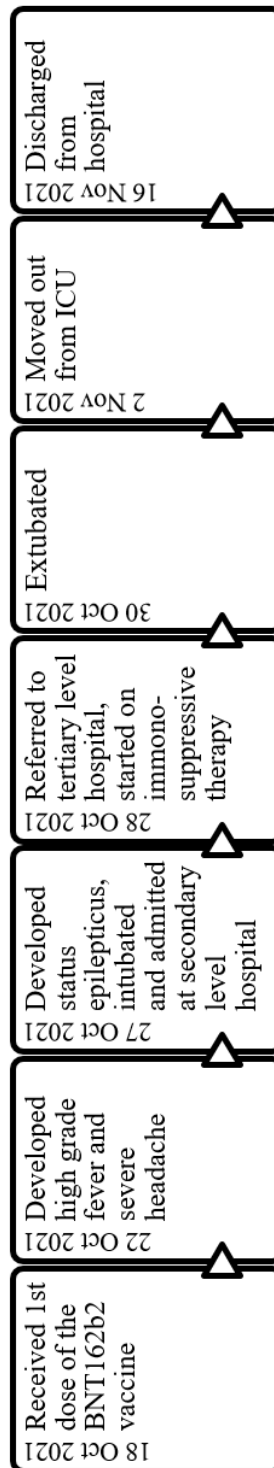 18 Oct 2021
Received 1st
dose of the
BNT162b2
vaccine
22 Oct 2021
Developed
high grade
fever and
severe
headache
27 Oct 2021
Developed
status
epilepticus,
intubated
and admitted
at secondary
level
hospital
28 Oct 2021
Referred to
tertiary level
hospital,
started on
immono-
suppressive
therapy
30 Oct 2021
Extubated
2 Nov 2021
Moved out
from ICU
16 Nov 2021
Discharged
from
hospital